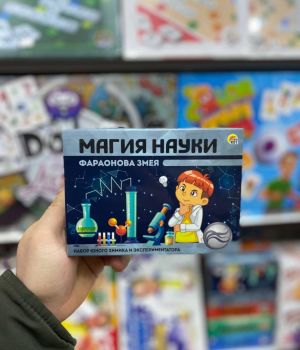 МАГИЯ НАУКИ
ФАРАОНОВА ЗМЕЯ
НАБОР ЮНОГО ХИМИКА И ЭКСПЕРИМЕНТАТОРА